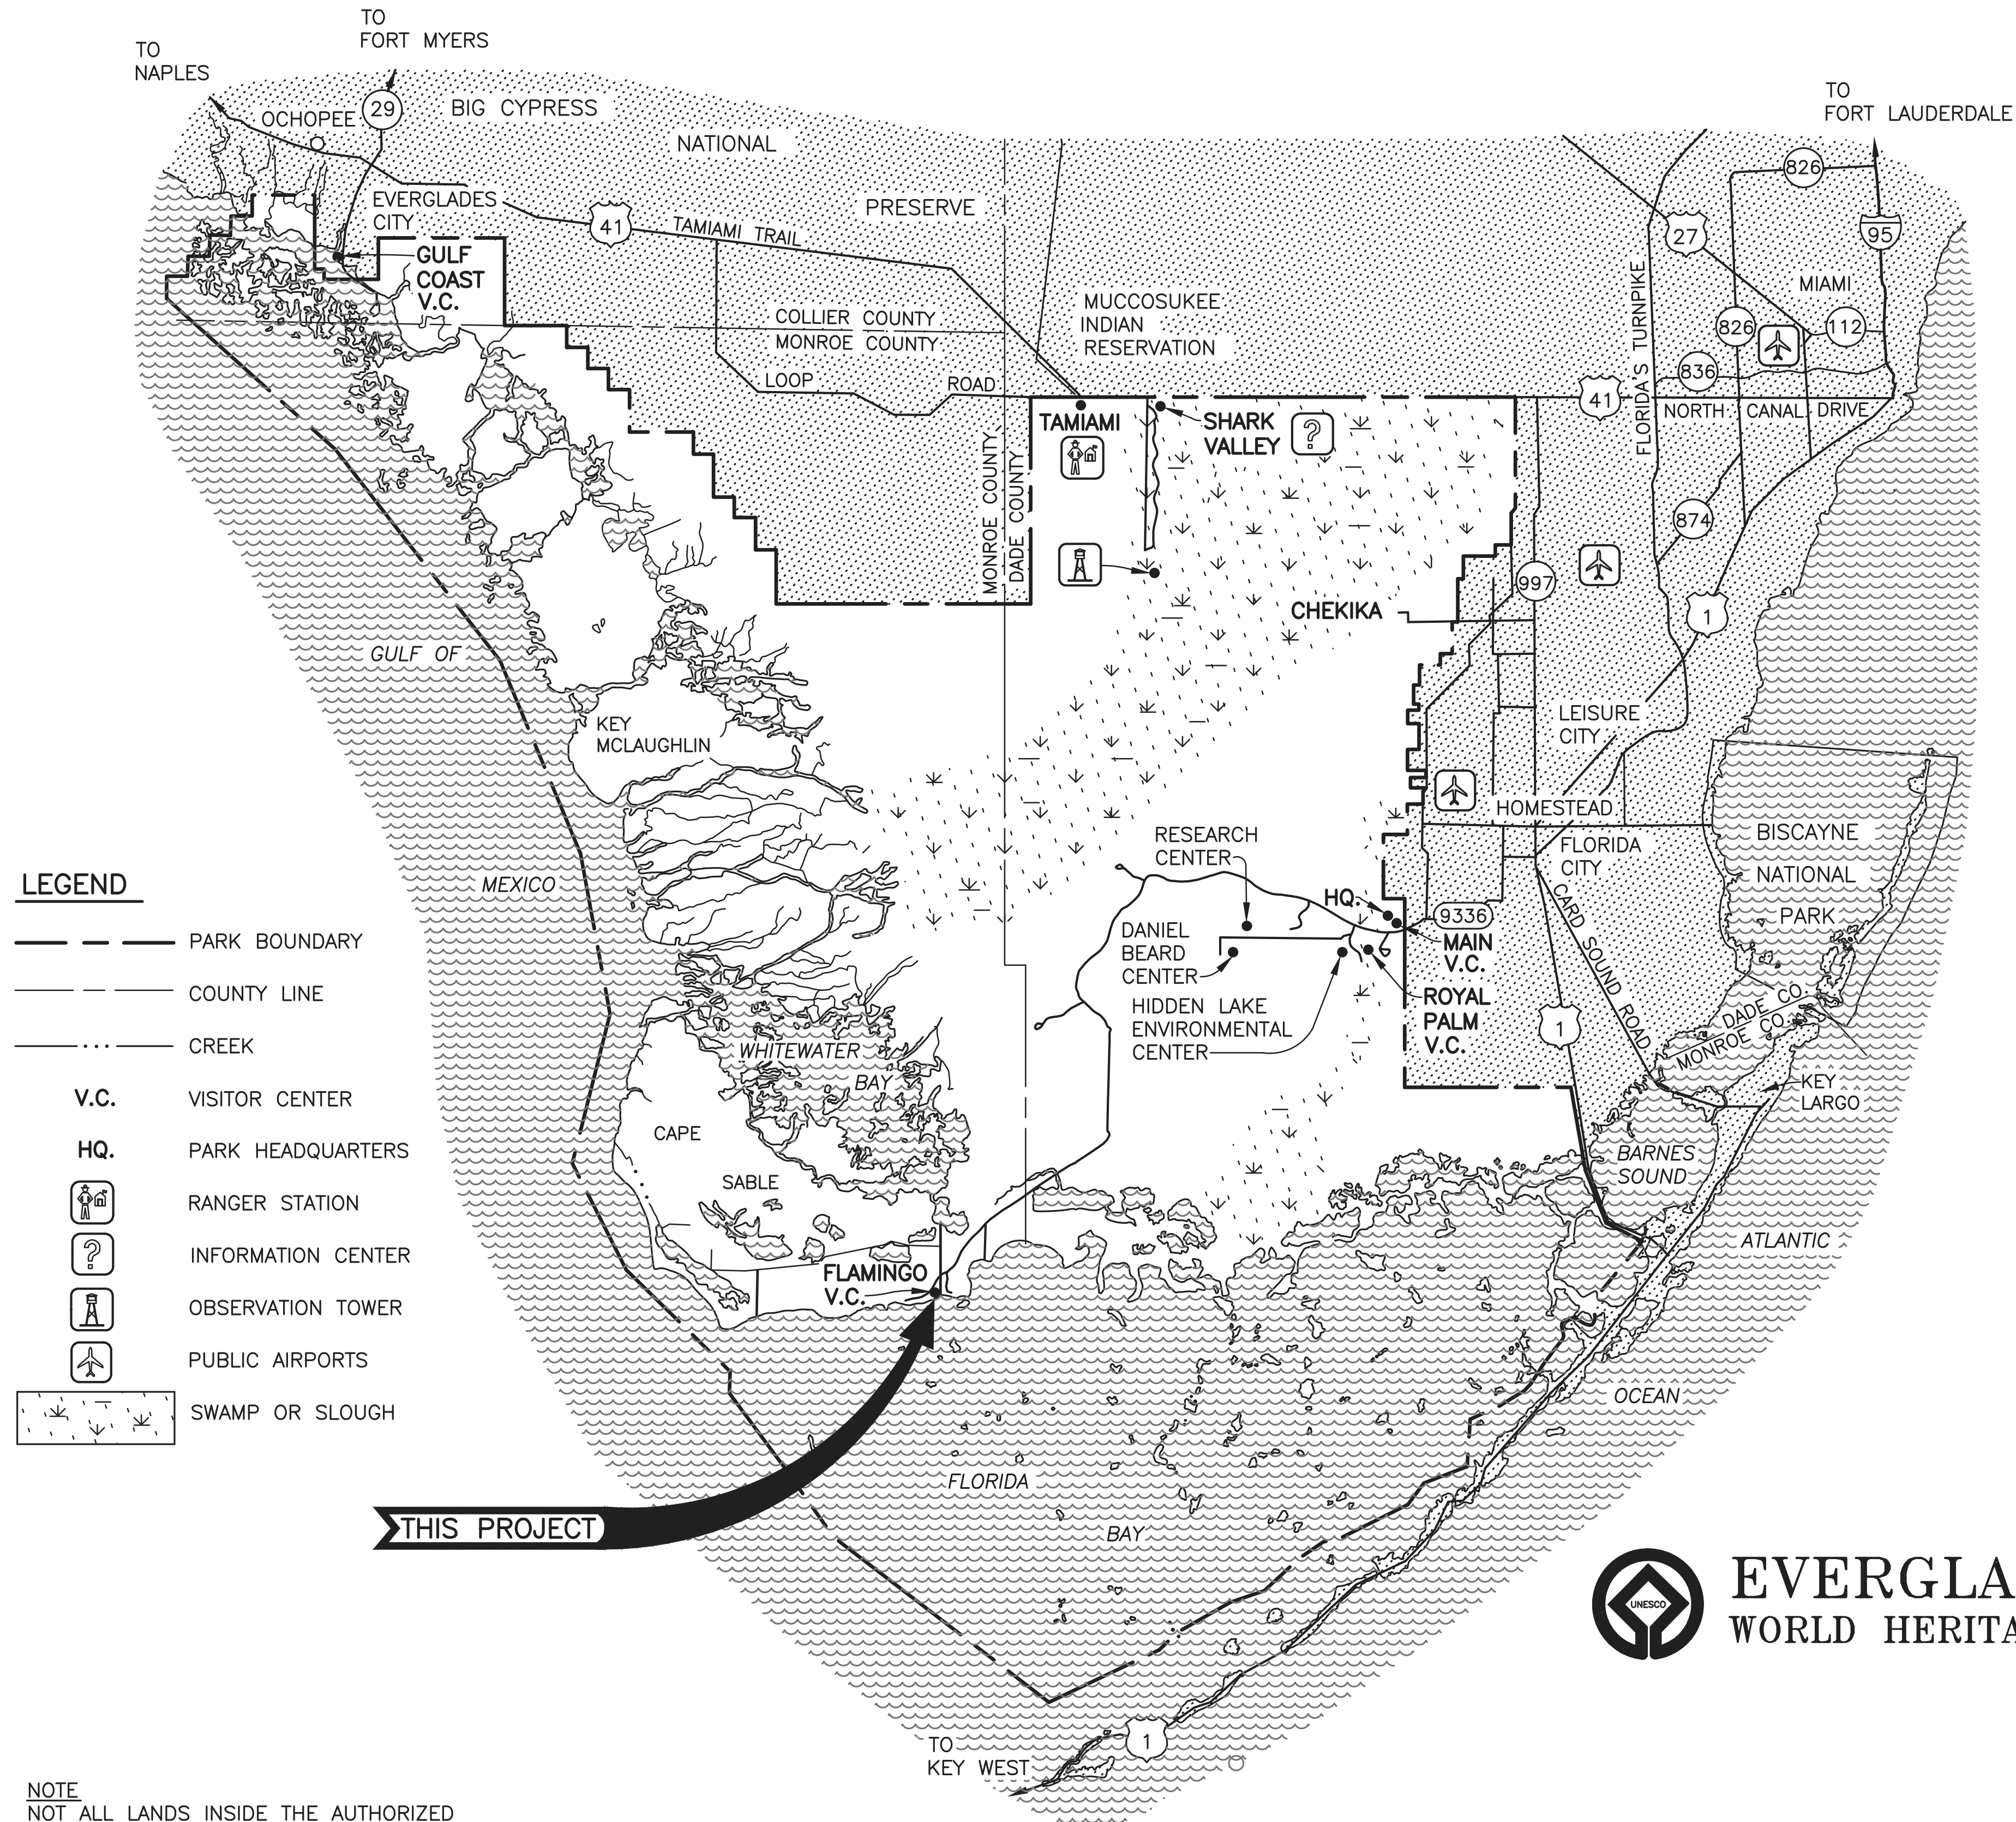 TO
FORT MYERS
TO
NAPLES
TO
FORT LAUDERDALE
OCHOPEE
29
BIG CYPRESS
NATIONAL
PRESERVE
EVERGLADES
CITY
41
TAMIAMI TRAIL
GULF
COAST
V.C.
COLLIER COUNTY
MONROE COUNTY
LOOP ROAD
MUCCOSUKEE
INDIAN
RESERVATION
826
27
95
FLORIDA'S TURNPIKE
MIAMI
826
112
836
41
NORTH CANAL DRIVE
TAMIAMI
SHARK
VALLEY
?
MONROE COUNTY
DADE COUNTY
874
997
CHEKIKA
1
GULF OF
KEY
MCLAUGHLIN
LEISURE
CITY
HOMESTEAD
RESEARCH
CENTER
FLORIDA
CITY
BISCAYNE
NATIONAL
PARK
MEXICO
HQ.
9336
MAIN
V.C.
DANIEL
BEARD
CENTER
CARD SOUND ROAD
ROYAL
PALM
V.C.
HIDDEN LAKE
ENVIRONMENTAL
CENTER
1
DADE CO.
MONROE CO.
WHITEWATER
BAY
KEY
LARGO
CAPE
SABLE
BARNES
SOUND
ATLANTIC
OCEAN
FLAMINGO
V.C.
FLORIDA
BAY
THIS PROJECT
TO
KEY WEST
1
LEGEND
PARK BOUNDARY
COUNTY LINE
CREEK
V.C. VISITOR CENTER
HQ. PARK HEADQUARTERS
RANGER STATION
? INFORMATION CENTER
OBSERVATION TOWER
PUBLIC AIRPORTS
SWAMP OR SLOUGH
UNESCO
EVERGLA
WORLD HERITA
NOTE
NOT ALL LANDS INSIDE THE AUTHORIZED